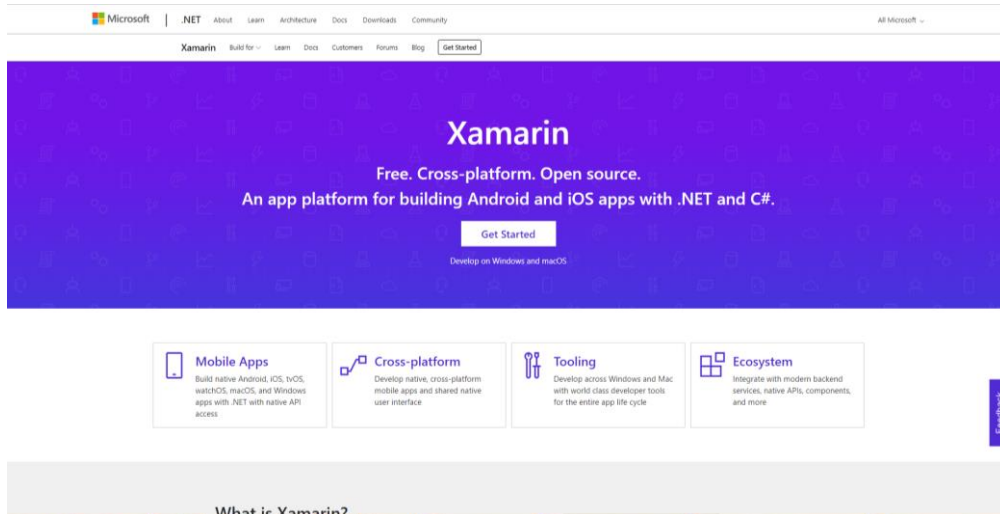 Microsoft .NET About Learn Architecture Docs Downloads Community All Microsoft
Xamarin Build for Learn Docs Customers Forums Blog Get Started
Xamarin
Free. Cross-platform. Open source.
An app platform for building Android and iOS apps with .NET and C#.
Get Started
Develop on Windows and macOS
Mobile Apps
Build native Android, iOS, tvOS,
watchOS, macOS, and Windows
apps with .NET with native API
access
Cross-platform
Develop native, cross-platform
mobile apps and shared native
user interface
Tooling
Develop across Windows and Mac
with world class developer tools
for the entire app life cycle
Ecosystem
Integrate with modern backend
services, native APIs, components,
and more
Feedback
What is Xamarin?